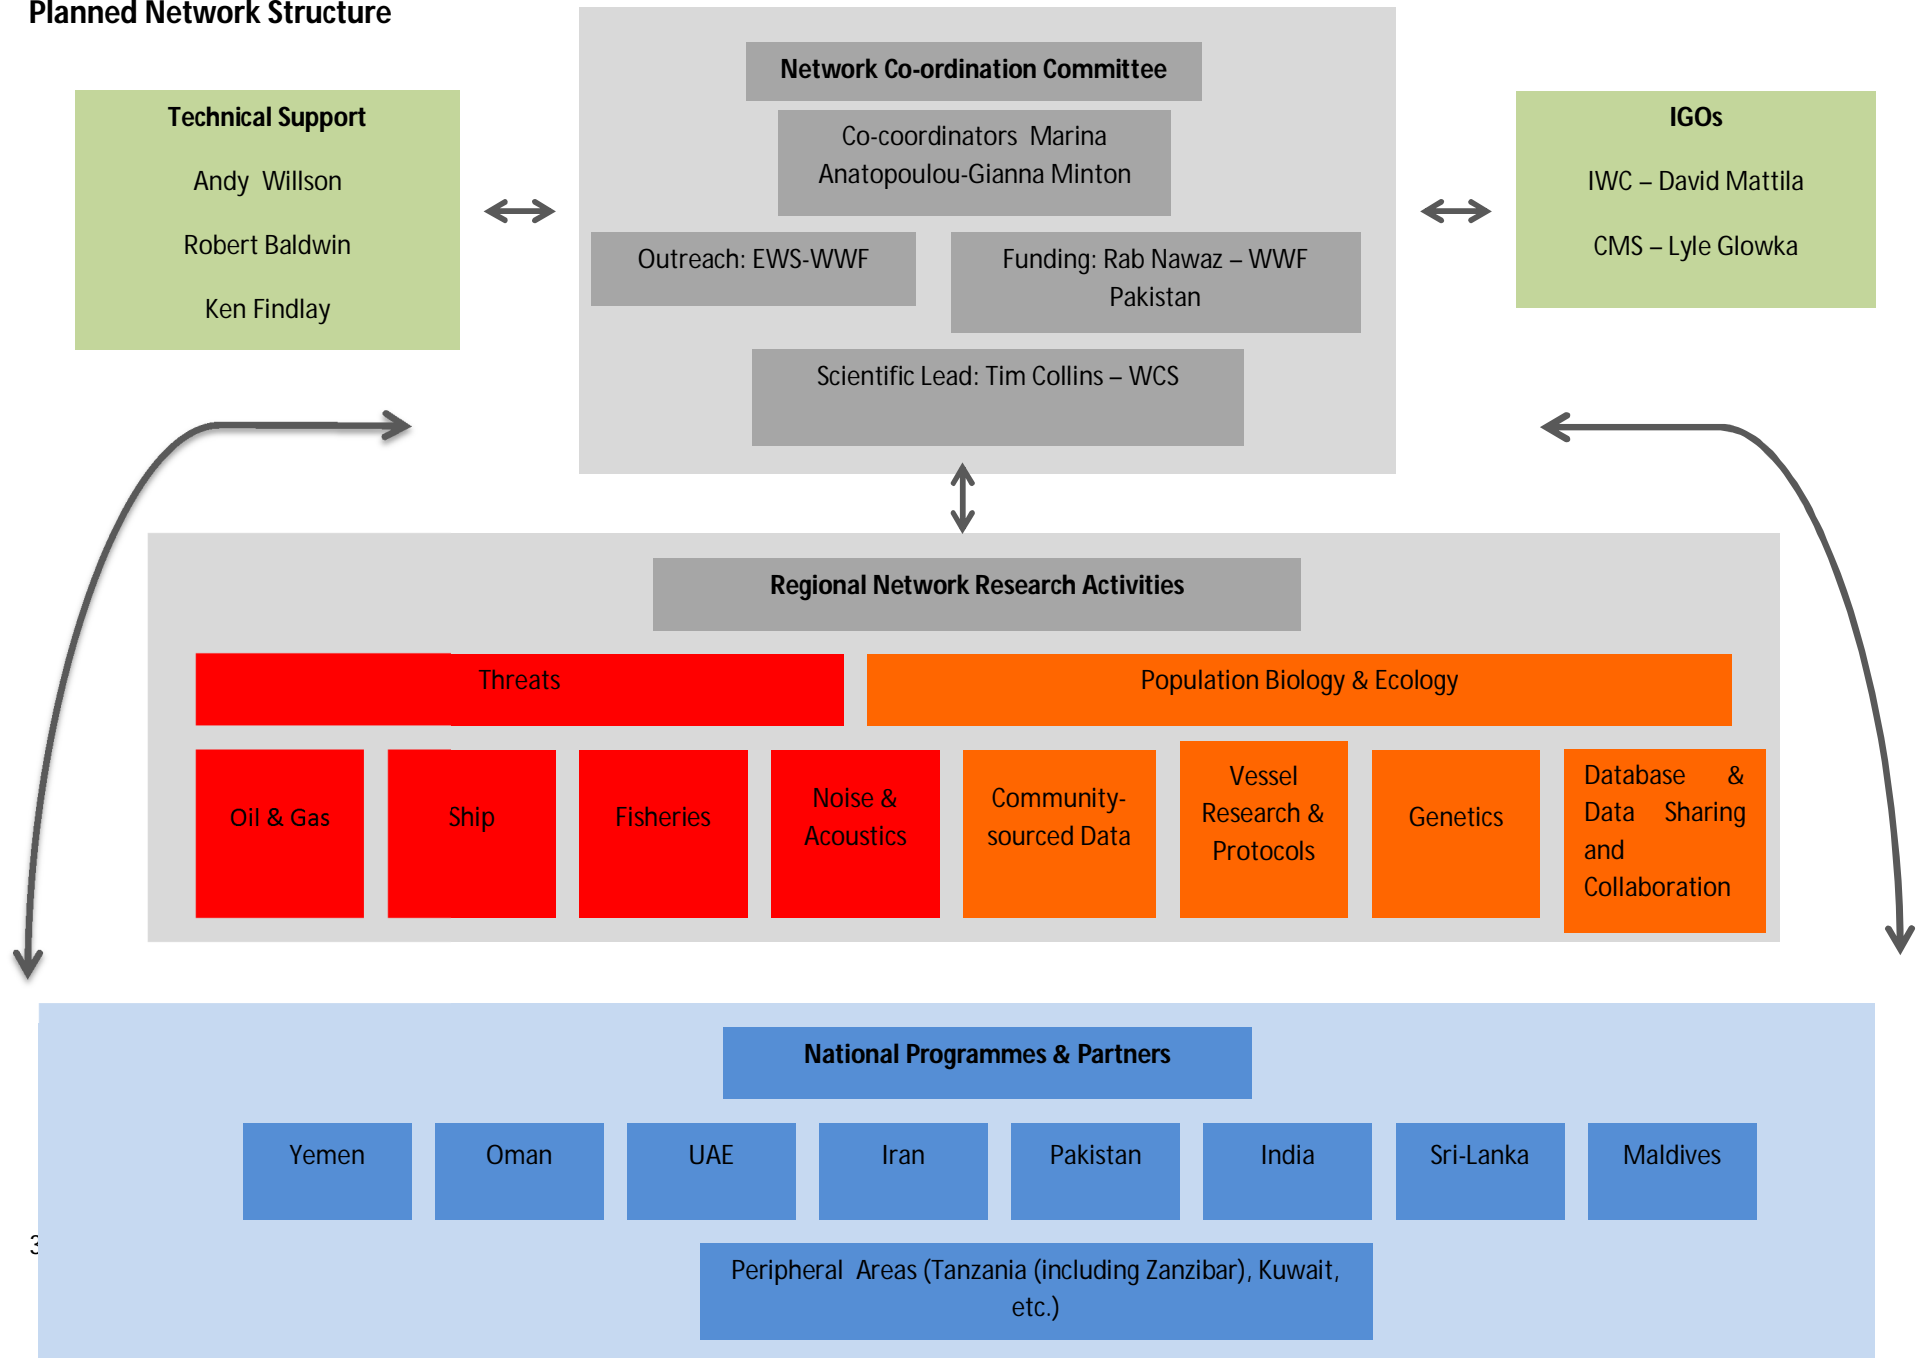 Planned Network Structure
Network Co-ordination Committee
Technical Support
Andy Willson
Robert Baldwin
Ken Findlay
Co-coordinators Marina
Anatopoulou-Gianna Minton
Outreach: EWS-WWF
Funding: Rab Nawaz – WWF
Pakistan
Scientific Lead: Tim Collins – WCS
IGOs
IWC – David Mattila
CMS – Lyle Glowka
Regional Network Research Activities
Threats
Population Biology & Ecology
Oil & Gas
Ship
Fisheries
Noise &
Acoustics
Community-
sourced Data
Vessel
Research &
Protocols
Genetics
Database &
Data Sharing
and
Collaboration
National Programmes & Partners
Yemen
Oman
UAE
Iran
Pakistan
India
Sri-Lanka
Maldives
Peripheral Areas (Tanzania (including Zanzibar), Kuwait,
etc.)